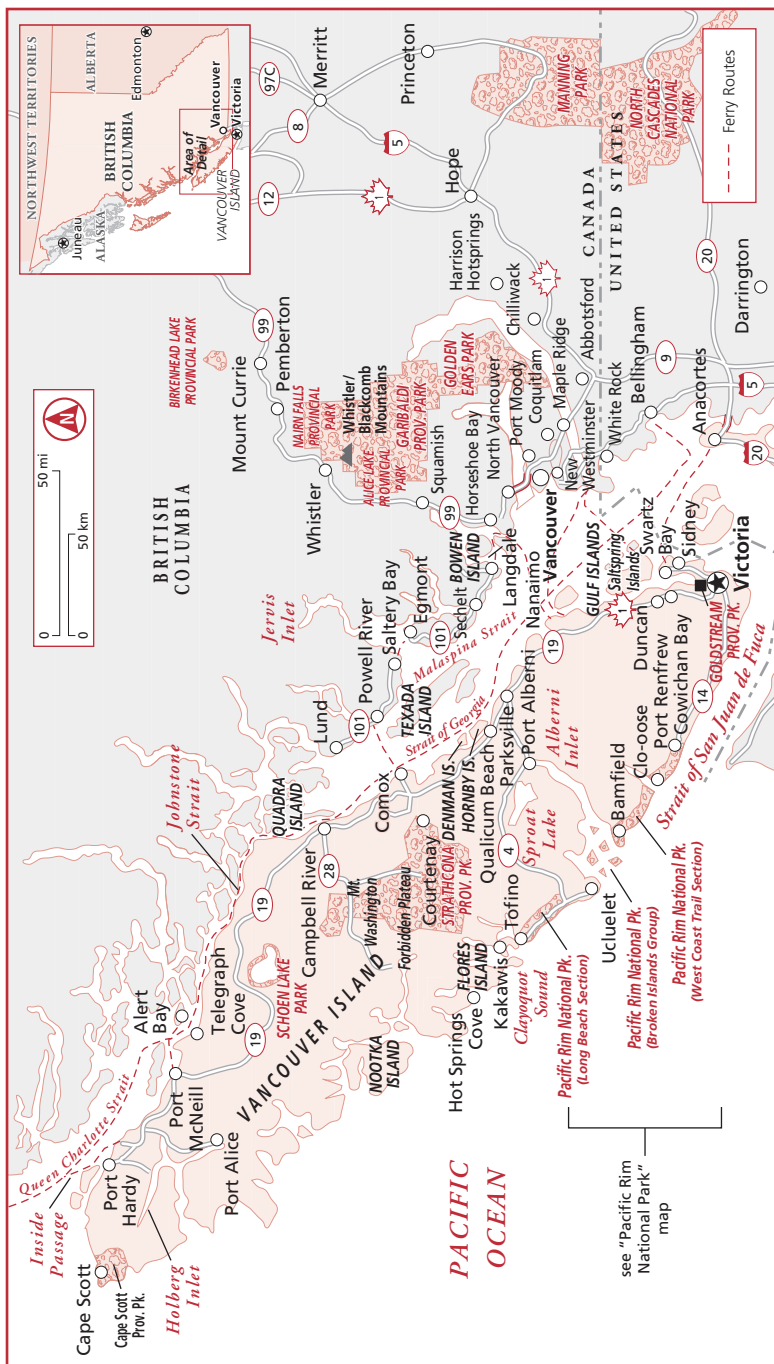 NORTHWEST TERRITORIES
Juneau
ALASKA
BRITISH
COLUMBIA
ALBERTA
Edmonton
Area of
Detail
Vancouver
Victoria
VANCOUVER
ISLAND
0
50 mi
0
50 km
N
Ferry Routes
Cape Scott
Cape Scott
Prov. Pk.
Inside
Passage
Queen Charlotte Strait
Holberg
Inlet
Port
Hardy
Port
McNeill
Port Alice
Alert
Bay
Telegraph
Cove
19
19
SCHOEN LAKE
PARK
VANCOUVER ISLAND
Johnstone
Strait
QUADRA
ISLAND
Campbell River
28
Mt.
Washington
Forbidden Plateau
Courtenay
STRATHCONA
PROV. PK.
Comox
NOOTKA
ISLAND
Hot Springs
Cove
FLORES
ISLAND
Kakawis
Clayoquot
Sound
Tofino
4
Sproat
Lake
Ucluelet
Pacific Rim National Pk.
(Long Beach Section)
Pacific Rim National Pk.
(Broken Islands Group)
Pacific Rim National Pk.
(West Coast Trail Section)
see "Pacific Rim
National Park"
map
PACIFIC
OCEAN
DENMAN IS.
HORNBY IS.
Qualicum Beach
Parksville
Port Alberni
Alberni
Inlet
Bamfield
Clo-oose
Port Renfrew
Cowichan Bay
Duncan
14
GOLDSTREAM
PROV. PK.
Strait of San Juan de Fuca
Victoria
Sidney
Swartz
Bay
Saltspring
Islands
GULF ISLANDS
1
19
Nanaimo
Strait of Georgia
Malaspina Strait
TEXADA
ISLAND
Lund
101
Powell River
Saltery Bay
Jervis
Inlet
Egmont
101
Sechelt
BOWEN
ISLAND
Langdale
BRITISH
COLUMBIA
BIRKENHEAD LAKE
PROVINCIAL PARK
99
Mount Currie
Pemberton
NAIRN FALLS
PROVINCIAL
PARK
Whistler/
Blackcomb
Mountains
Whistler
ALICE LAKE
PROVINCIAL
PARK
GARIBALDI
PROV. PARK
Squamish
99
GOLDEN
EARS PARK
Horseshoe Bay
North Vancouver
Port Moody
Coquitlam
Maple Ridge
Vancouver
New
Westminster
Abbotsford
White Rock
Chilliwack
Harrison
Hotsprings
1
Hope
1
12
8
97C
Merritt
5
Princeton
MANNING
PARK
NORTH
CASCADES
NATIONAL
PARK
CANADA
UNITED STATES
Bellingham
9
5
Anacortes
20
20
Darrington